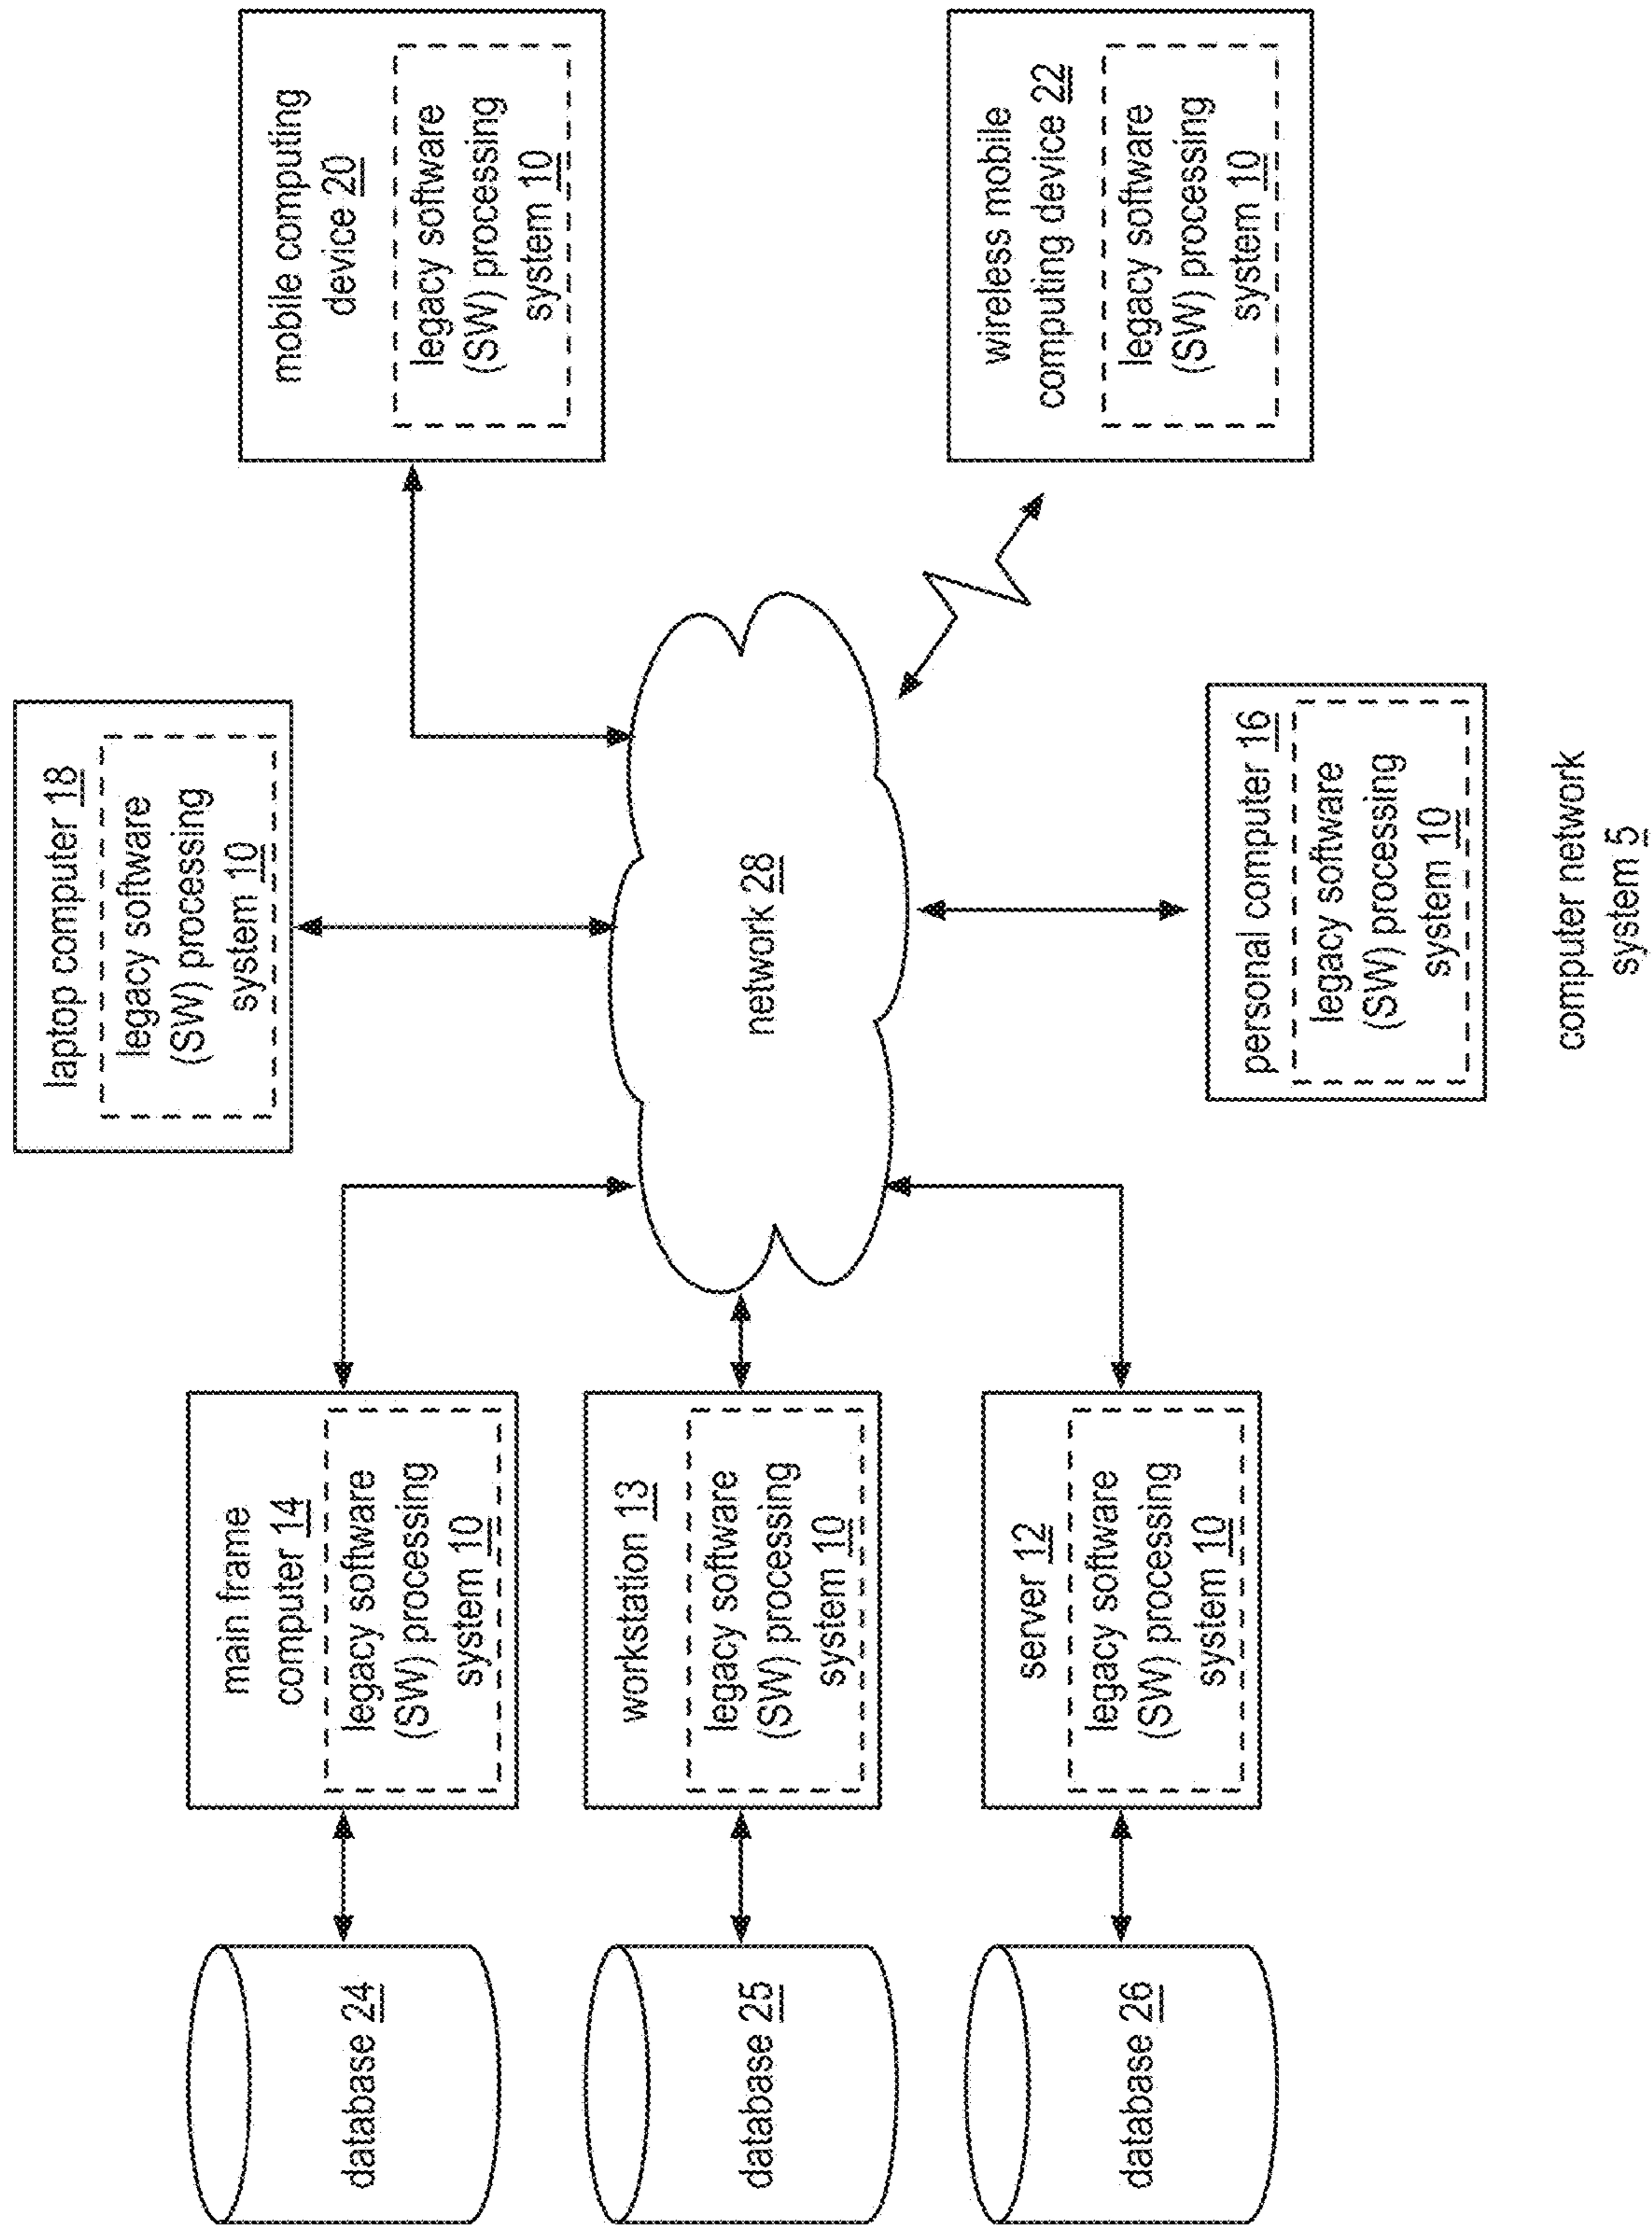 laptop computer 18
legacy software
(SW) processing
system 10
main frame
computer 14
legacy software
(SW) processing
system 10
mobile computing
device 20
legacy software
(SW) processing
system 10
database 24
workstation 13
legacy software
(SW) processing
system 10
network 28
database 25
server 12
legacy software
(SW) processing
system 10
wireless mobile
computing device 22
legacy software
(SW) processing
system 10
database 26
personal computer 16
legacy software
(SW) processing
system 10
computer network
system 5